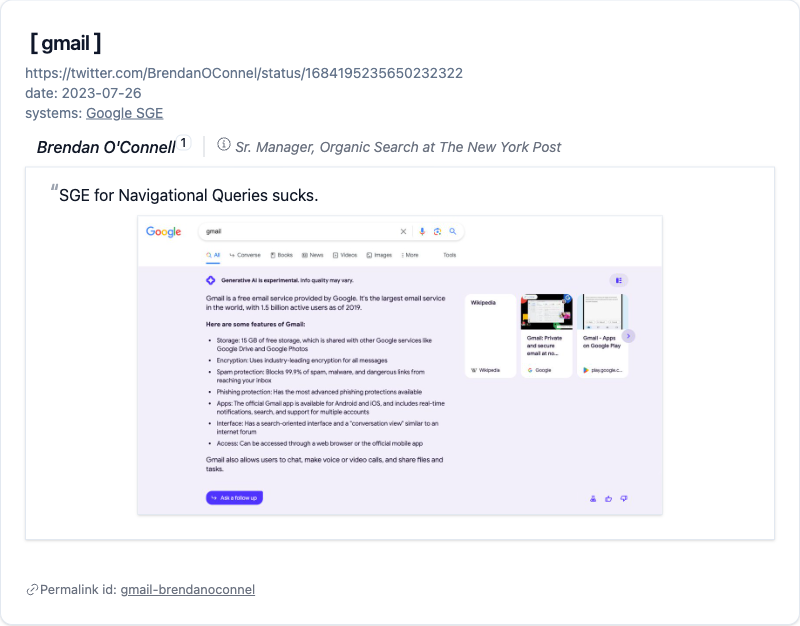 [ gmail ]
https://twitter.com/BrendanOConnel/status/1684195235650232322
date: 2023-07-26
systems: Google SGE
Brendan O'Connell 1
Sr. Manager, Organic Search at The New York Post
“SGE for Navigational Queries sucks.
Google
gmail
All Converse Books News Videos Images More Tools
Generative AI is experimental. Info quality may vary.
Gmail is a free email service provided by Google. It's the largest email service
in the world, with 1.5 billion active users as of 2019.
Here are some features of Gmail:
• Storage: 15 GB of free storage, which is shared with other Google services like
Google Drive and Google Photos
• Encryption: Uses industry-leading encryption for all messages
• Spam protection: Blocks 99.9% of spam, malware, and dangerous links from
reaching your inbox
• Phishing protection: Has the most advanced phishing protections available
• Apps: The official Gmail app is available for Android and iOS, and includes real-time
notifications, search, and support for multiple accounts
• Interface: Has a search-oriented interface and a "conversation view" similar to an
internet forum
• Access: Can be accessed through a web browser or the official mobile app
Gmail also allows users to chat, make voice or video calls, and share files and
tasks.
Ask a follow up
Wikipedia
W Wikipedia
Gmail: Private
and secure
email at no...
G Google
Gmail - Apps
on Google Play
play.google.c...
Permalink id: gmail-brendanoconnel